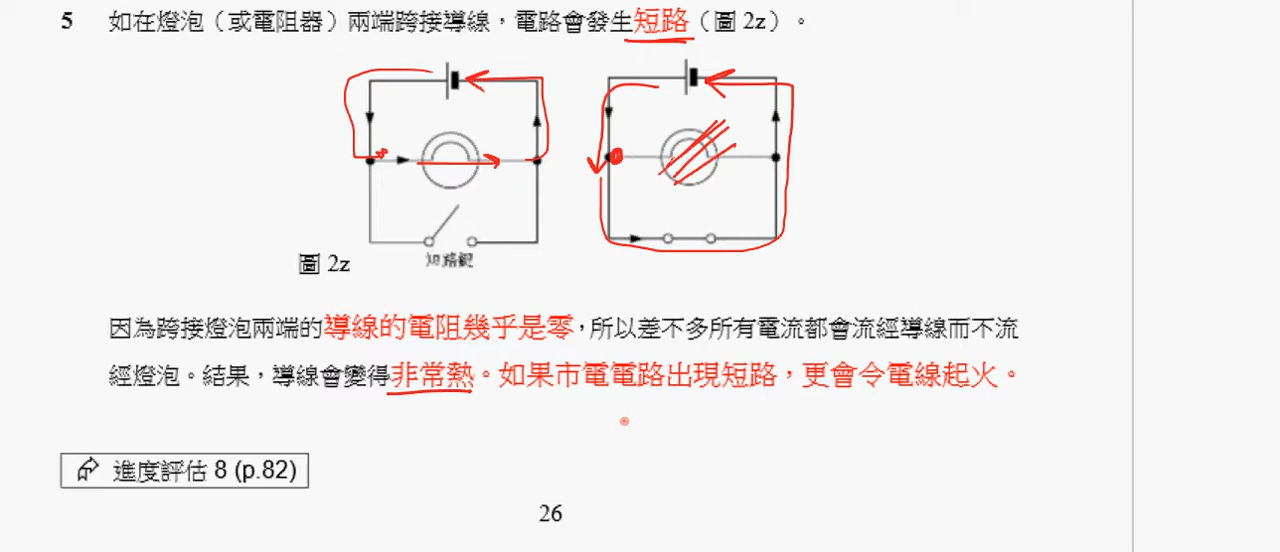 5 如在燈泡（或電阻器）兩端跨接導線，電路會發生短路（圖 2z）。
短路鍵
圖 2z
因為跨接燈泡兩端的導線的電阻幾乎是零，所以差不多所有電流都會流經導線而不流
經燈泡。結果，導線會變得非常熱。如果市電電路出現短路，更會令電線起火。
進度評估 8 (p.82)
26